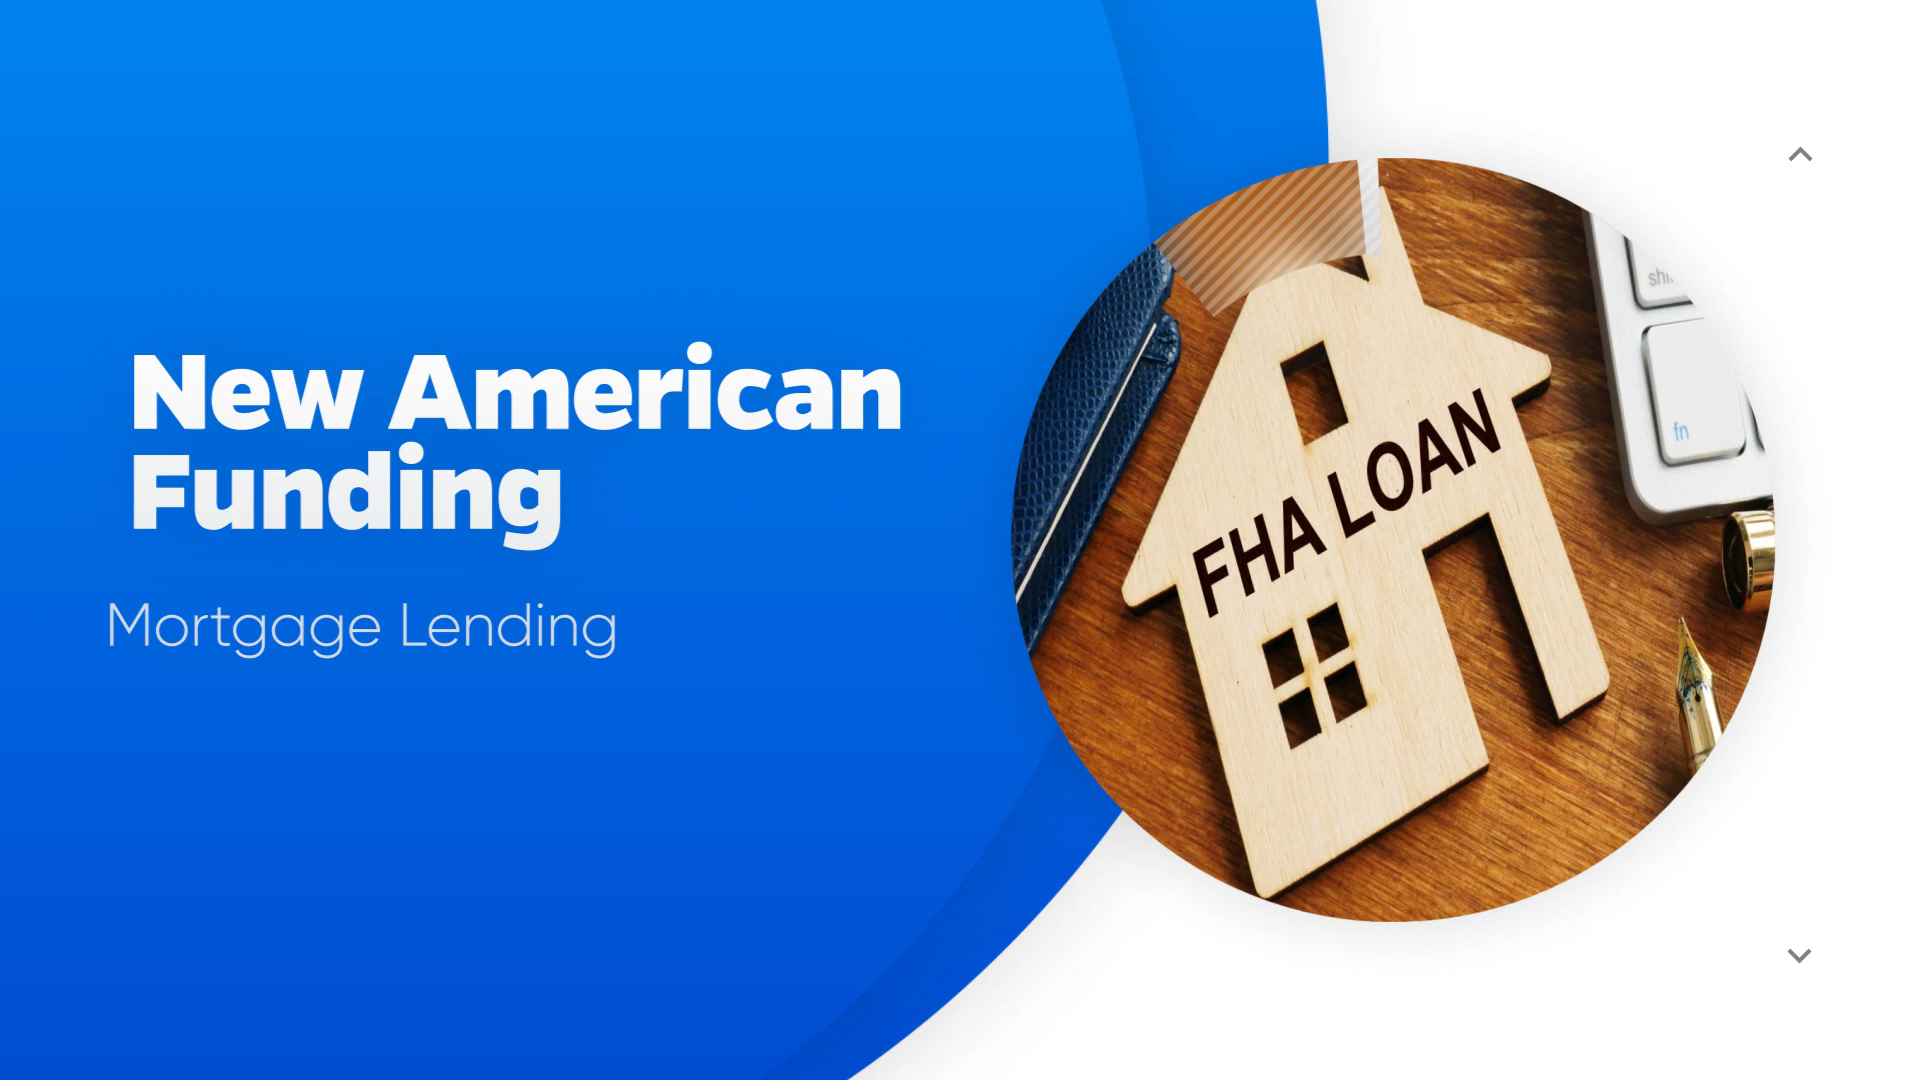 New American
Funding
Mortgage Lending
FHA LOAN
fn